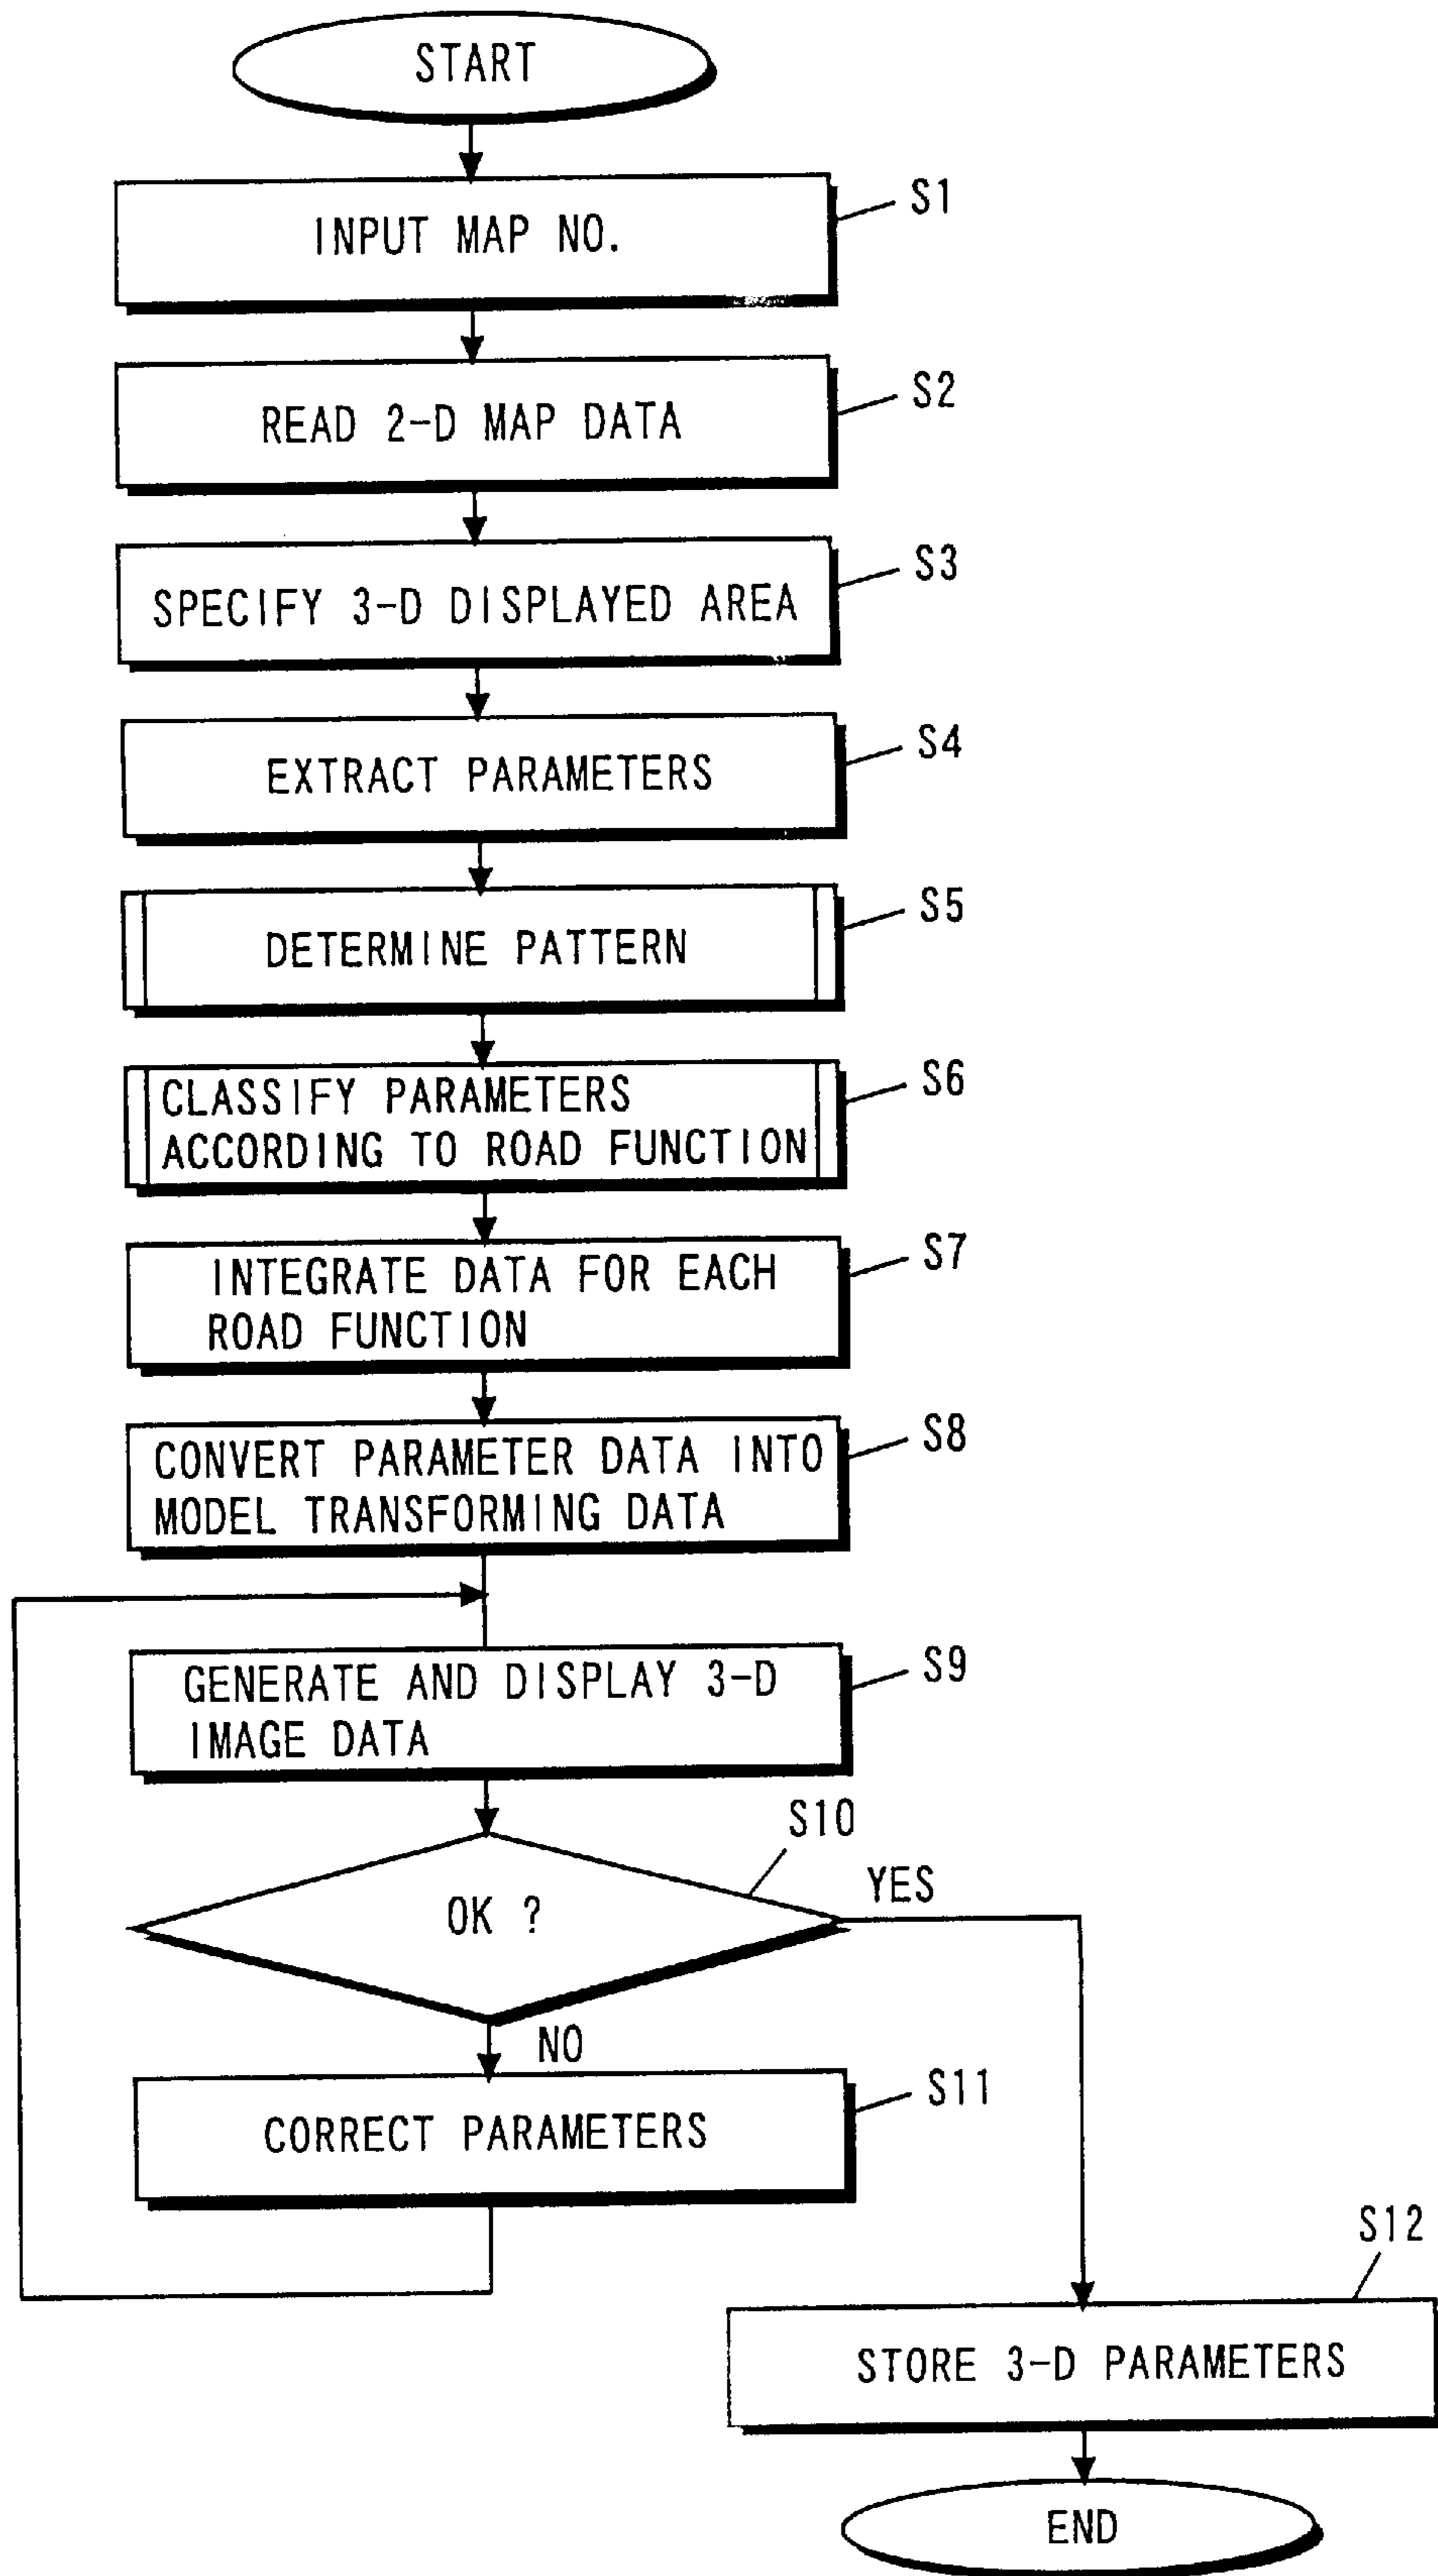 START
INPUT MAP NO.
S1
READ 2-D MAP DATA
S2
SPECIFY 3-D DISPLAYED AREA
S3
EXTRACT PARAMETERS
S4
DETERMINE PATTERN
S5
CLASSIFY PARAMETERS
ACCORDING TO ROAD FUNCTION
S6
INTEGRATE DATA FOR EACH
ROAD FUNCTION
S7
CONVERT PARAMETER DATA INTO
MODEL TRANSFORMING DATA
S8
GENERATE AND DISPLAY 3-D
IMAGE DATA
S9
S10
OK ?
YES
NO
CORRECT PARAMETERS
S11
S12
STORE 3-D PARAMETERS
END